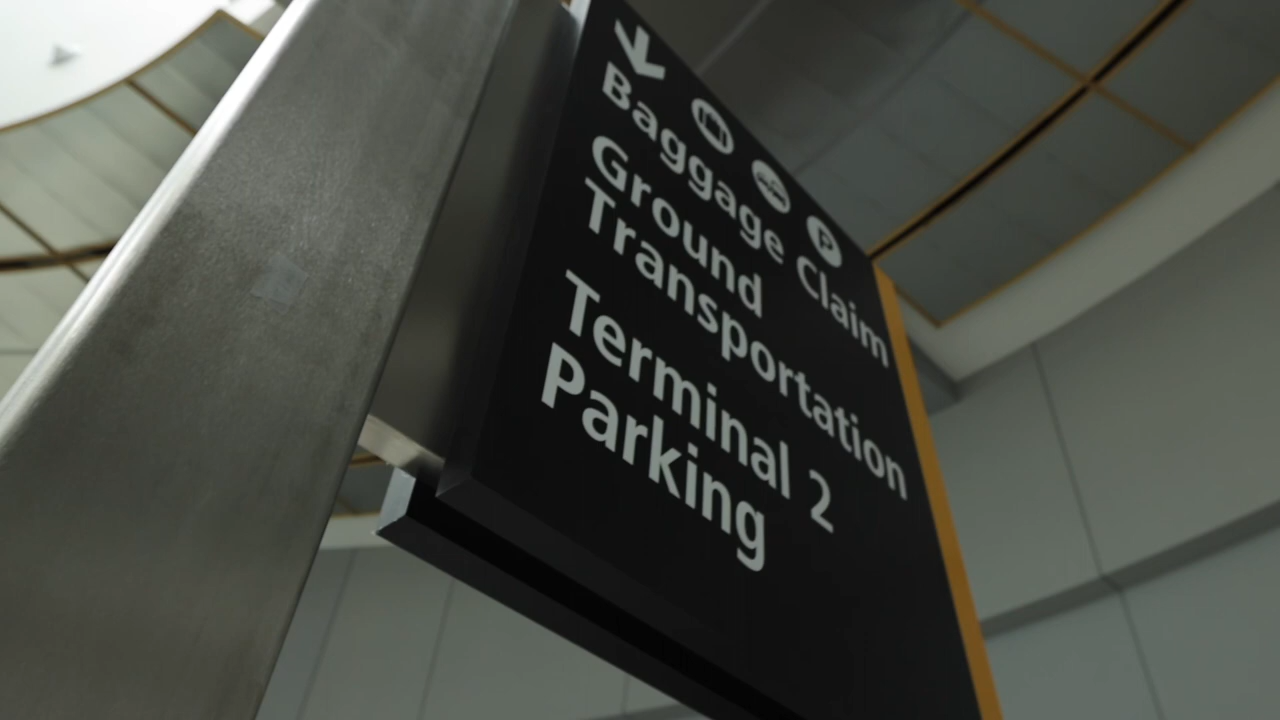 P
Baggage Claim
Ground
Transportation
Terminal 2
Parking